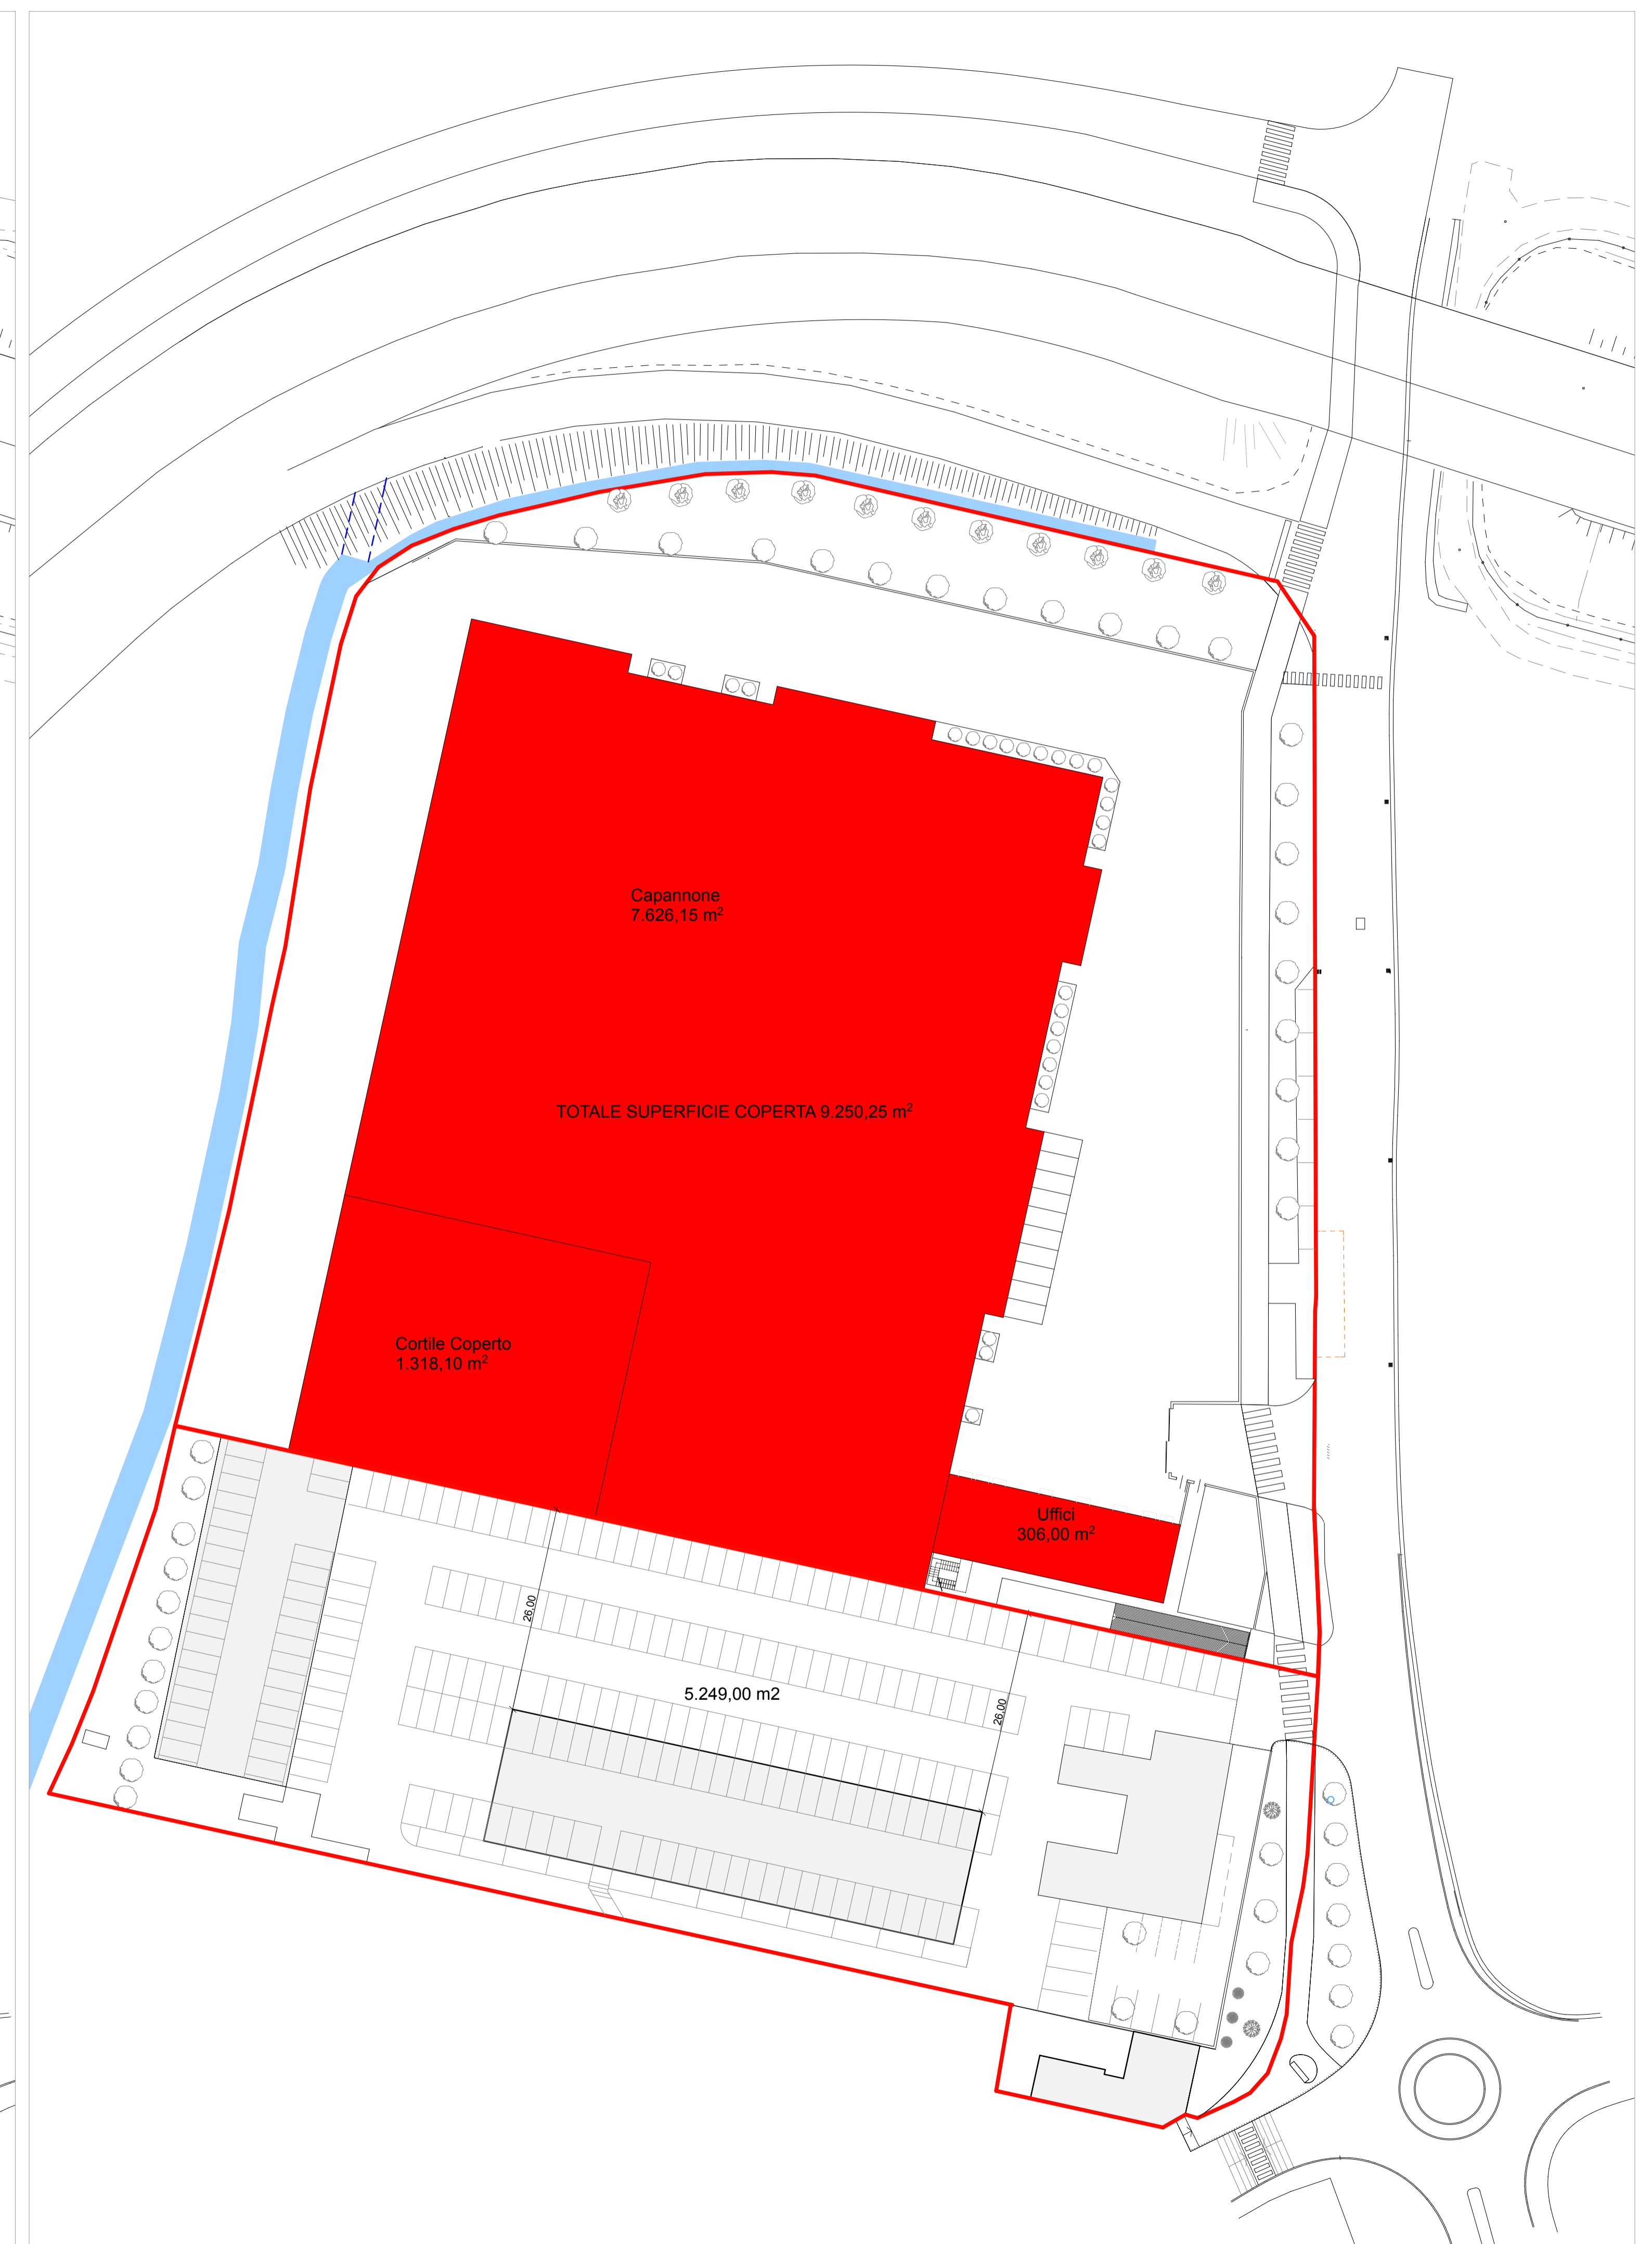 Capannone
7.626,15 m²
TOTALE SUPERFICIE COPERTA 9.250,25 m²
Cortile Coperto
1.318,10 m²
Uffici
306,00 m²
26,00
5.249,00 m2
26,00